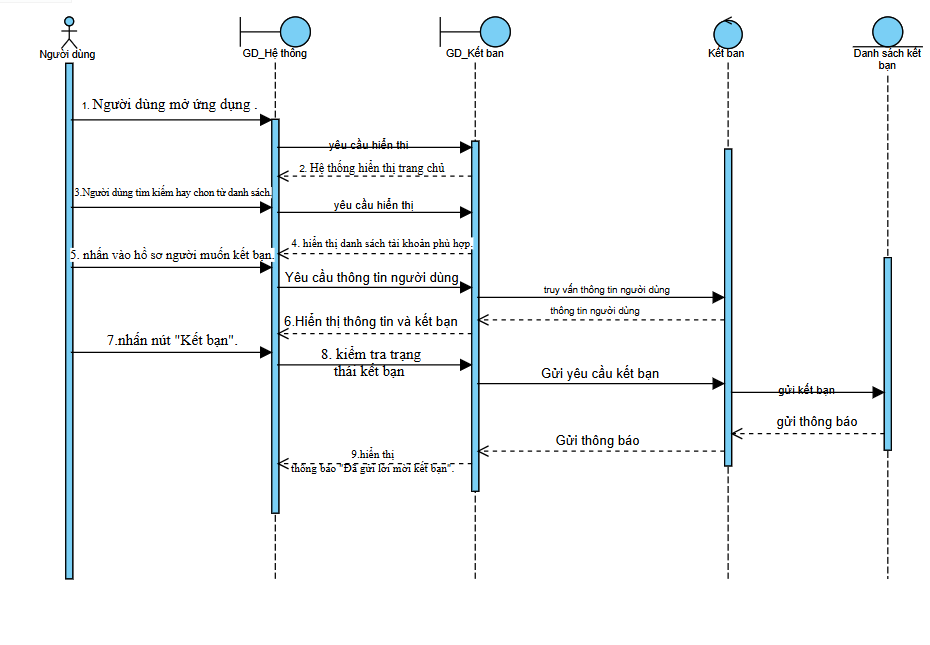 Người dùng
GD_Hệ thống
GD_Kết bạn
Kết bạn
Danh sách kết
bạn
1. Người dùng mở ứng dụng .
yêu cầu hiển thị
2. Hệ thống hiển thị trang chủ
3.Người dùng tìm kiếm hay chọn từ danh sách.
yêu cầu hiển thị
4. hiển thị danh sách tài khoản phù hợp.
5. nhấn vào hồ sơ người muốn kết bạn.
Yêu cầu thông tin người dùng
truy vấn thông tin người dùng
thông tin người dùng
6.Hiển thị thông tin và kết bạn
7.nhấn nút "Kết bạn".
8. kiểm tra trạng
thái kết bạn
Gửi yêu cầu kết bạn
gửi kết bạn
gửi thông báo
Gửi thông báo
9.hiển thị
thông báo "Đã gửi lời mời kết bạn".